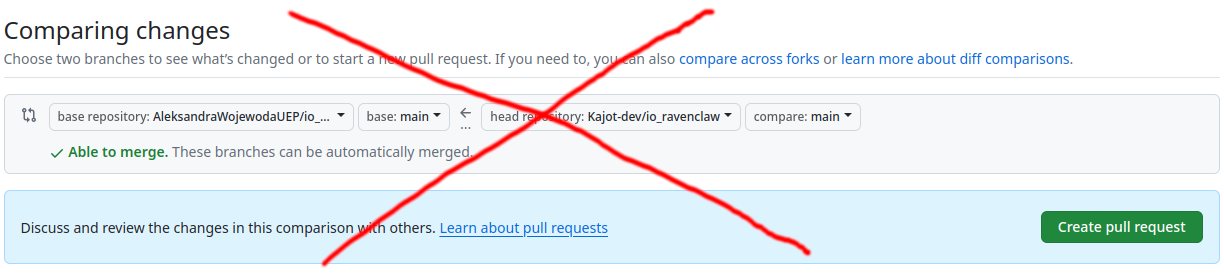 Comparing changes
Choose two branches to see what's changed or to start a new pull request. If you need to, you can also compare across forks or learn more about diff comparisons.
base repository: AleksandraWojewodaUEP/io_... base: main ← ... head repository: Kajot-dev/io_ravenclaw compare: main
Able to merge. These branches can be automatically merged.
Discuss and review the changes in this comparison with others. Learn about pull requests Create pull request